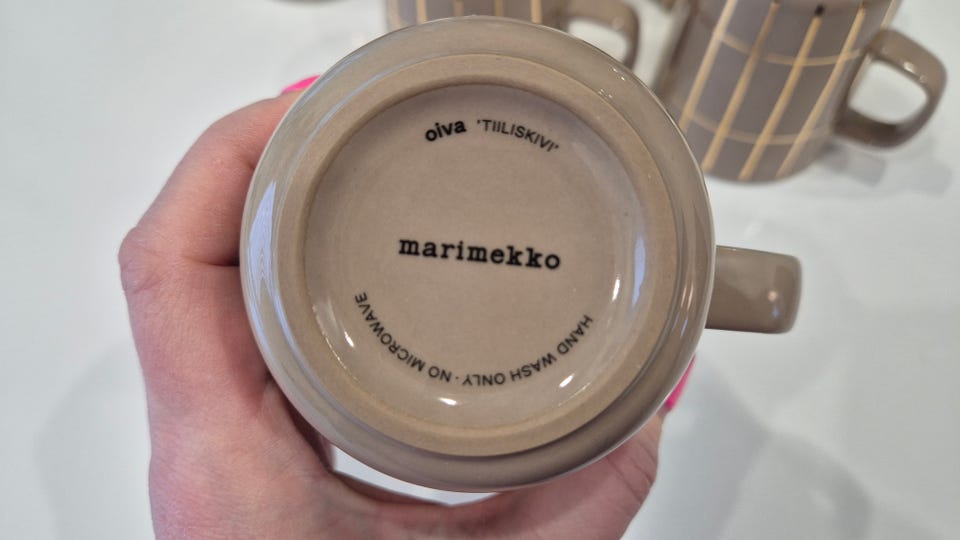 oiva 'TIILISKIVI'
marimekko
HAND WASH ONLY · NO MICROWAVE